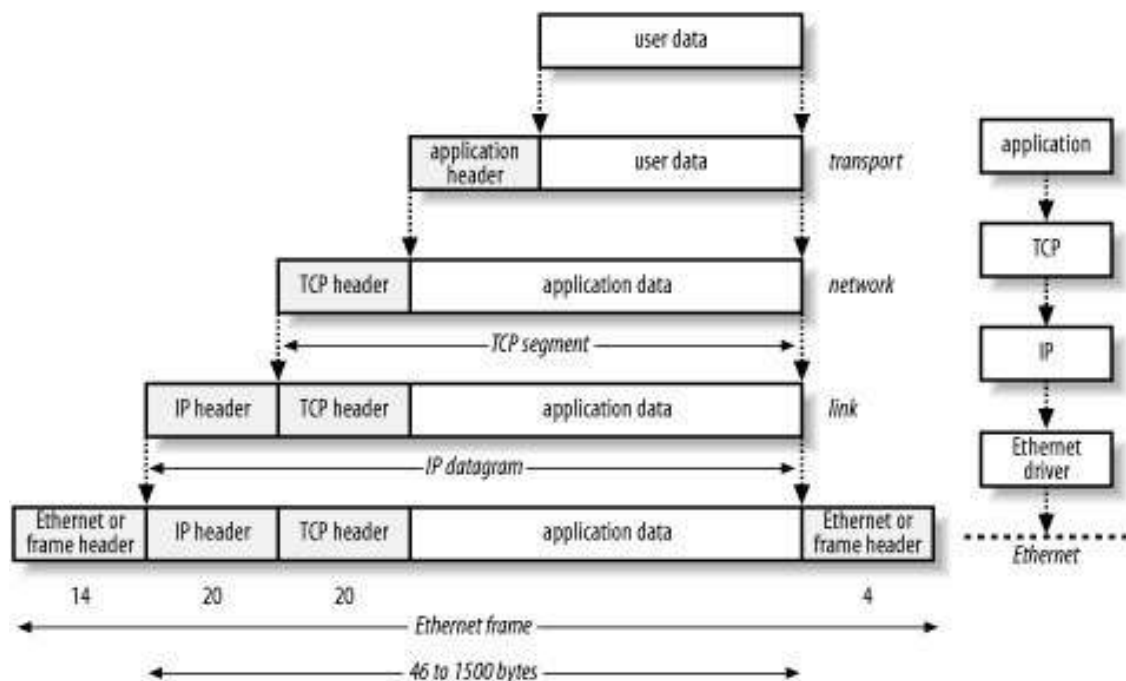 user data
application
header
user data
transport
application
TCP header
application data
network
TCP
TCP segment
IP
IP header
TCP header
application data
link
IP datagram
Ethernet
driver
Ethernet or
frame header
IP header
TCP header
application data
Ethernet or
frame header
Ethernet
14
20
20
4
Ethernet frame
46 to 1500 bytes